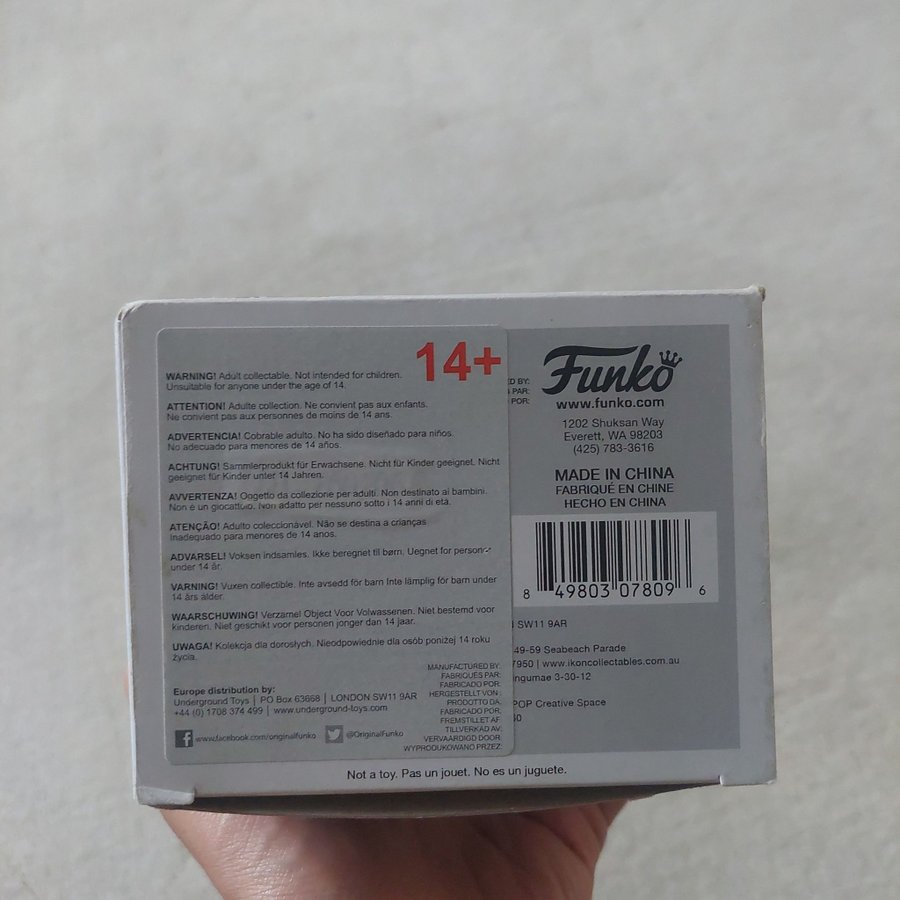 14+
WARNING! Adult collectable. Not intended for children.
Unsuitable for anyone under the age of 14.
ATTENTION! Adulte collection. Ne convient pas aux enfants.
Ne convient pas aux personnes de moins de 14 ans.
ADVERTENCIA! Cobrable adulto. No ha sido diseñado para niños.
No adecuado para menores de 14 años.
ACHTUNG! Sammlerprodukt für Erwachsene. Nicht für Kinder geeignet. Nicht
geeignet für Kinder unter 14 Jahren.
AVVERTENZA! Oggetto da collezione per adulti. Non destinato ai bambini.
Non è un giocattolo. Non adatto per nessuno sotto i 14 anni di età.
ATENÇÃO! Adulto coleccionável. Não se destina a crianças
Inadequado para menores de 14 anos.
ADVARSEL! Voksen indsamles. Ikke beregnet til børn. Uegnet for personer
under 14 år.
VARNING! Vuxen collectible. Inte avsedd för barn Inte lämplig för barn under
14 års ålder.
WAARSCHUWING! Verzamel Object Voor Volwassenen. Niet bestemd voor
kinderen. Niet geschikt voor personen jonger dan 14 jaar.
UWAGA! Kolekcja dla dorosłych. Nieodpowiednie dla osób poniżej 14 roku
życia.
MANUFACTURED BY:
FABRIQUÉS PAR:
FABRICADO POR:
HERGESTELLT VON :
PRODOTTO DA:
FABRICADO POR:
FREMSTILLET AF:
TILLVERKAD AV:
VERVAARDIGD DOOR:
WYPRODUKOWANO PRZEZ:
Europe distribution by:
Underground Toys | PO Box 63668 | LONDON SW11 9AR
+44 (0) 1708 374 499 | www.underground-toys.com
www.facebook.com/originalfunko @OriginalFunko
ED BY:
PAR:
POR:
Funko
www.funko.com
1202 Shuksan Way
Everett, WA 98203
(425) 783-3616
MADE IN CHINA
FABRIQUÉ EN CHINE
HECHO EN CHINA
8 49803 07809 6
SW11 9AR
49-59 Seabeach Parade
7950 | www.ikoncollectables.com.au
ngumae 3-30-12
POP Creative Space
Not a toy. Pas un jouet. No es un juguete.